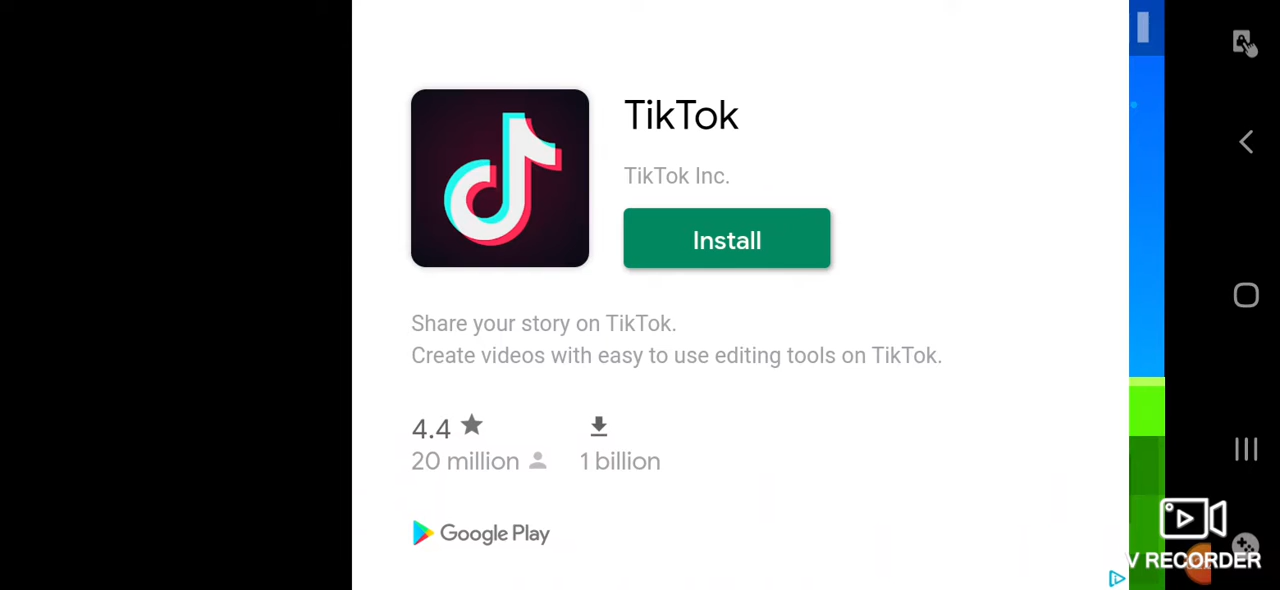 TikTok
TikTok Inc.
Install
Share your story on TikTok.
Create videos with easy to use editing tools on TikTok.
4.4
20 million
1 billion
Google Play
V RECORDER